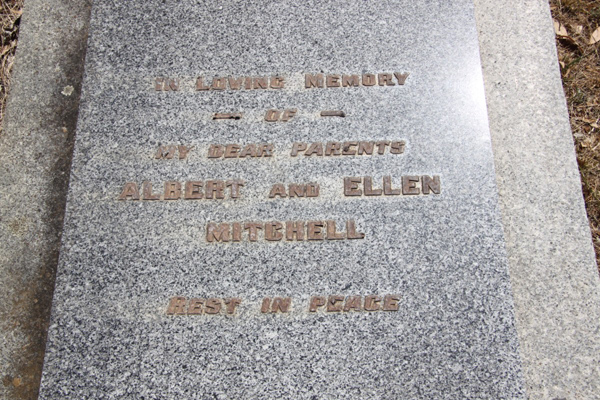 IN LOVING MEMORY
— OF —
MY DEAR PARENTS
ALBERT AND ELLEN
MITCHELL
REST IN PEACE